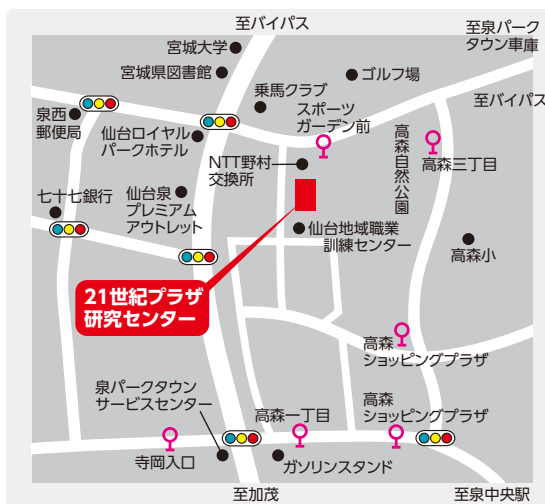 至バイパス
至泉パーク
タウン車庫
宮城大学
宮城県図書館
ゴルフ場
乗馬クラブ
至バイパス
スポーツ
ガーデン前
泉西
郵便局
仙台ロイヤル
パークホテル
高森自然公園
高森三丁目
NTT野村
交換所
七十七銀行
仙台泉
プレミアム
アウトレット
仙台地域職業
訓練センター
高森小
21世紀プラザ
研究センター
高森
ショッピングプラザ
泉パークタウン
サービスセンター
高森一丁目
高森
ショッピングプラザ
寺岡入口
ガソリンスタンド
至加茂
至泉中央駅